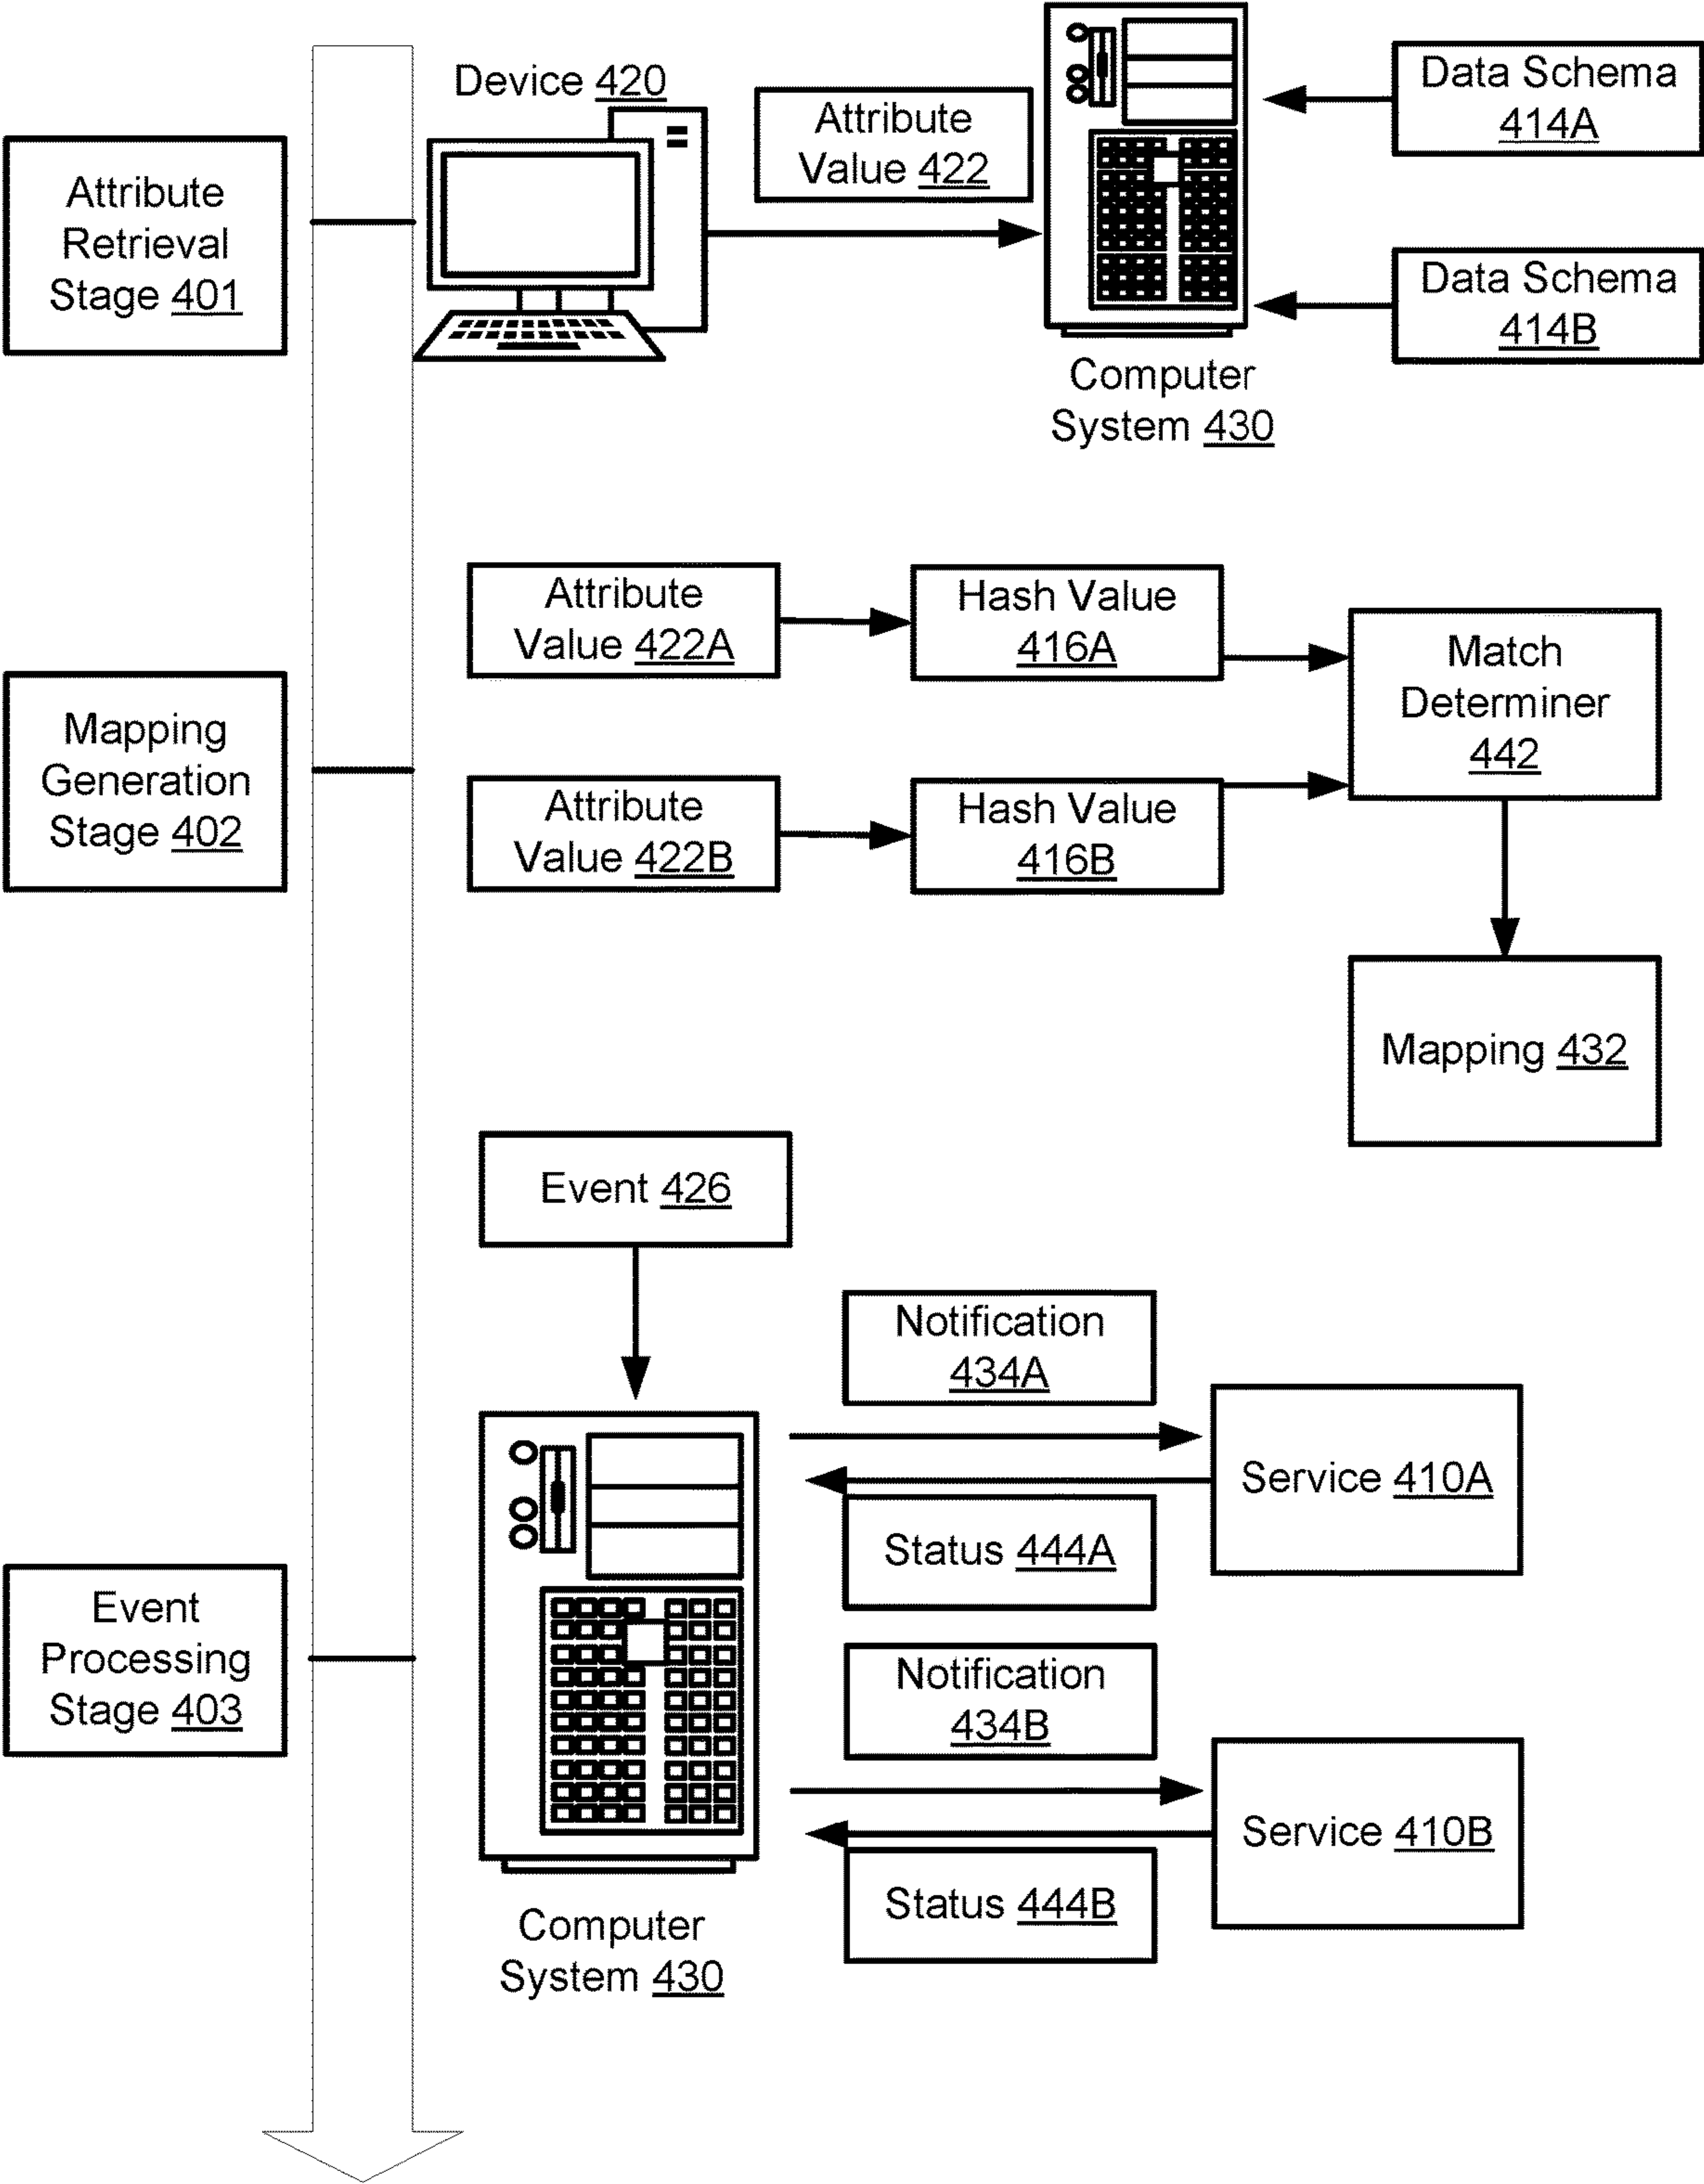 Device 420
Attribute
Value 422
Data Schema
414A
Attribute
Retrieval
Stage 401
Data Schema
414B
Computer
System 430
Attribute
Value 422A
Hash Value
416A
Match
Determiner
442
Mapping
Generation
Stage 402
Attribute
Value 422B
Hash Value
416B
Mapping 432
Event 426
Notification
434A
Service 410A
Status 444A
Event
Processing
Stage 403
Notification
434B
Service 410B
Status 444B
Computer
System 430